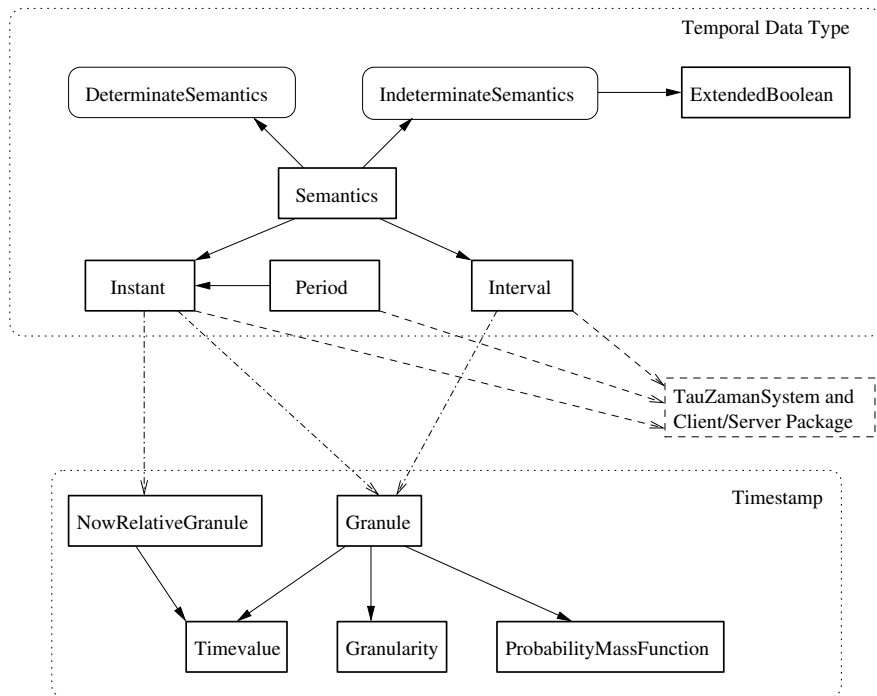 Temporal Data Type
DeterminateSemantics
IndeterminateSemantics
ExtendedBoolean
Semantics
Instant
Period
Interval
TauZamanSystem and
Client/Server Package
Timestamp
NowRelativeGranule
Granule
Timevalue
Granularity
ProbabilityMassFunction